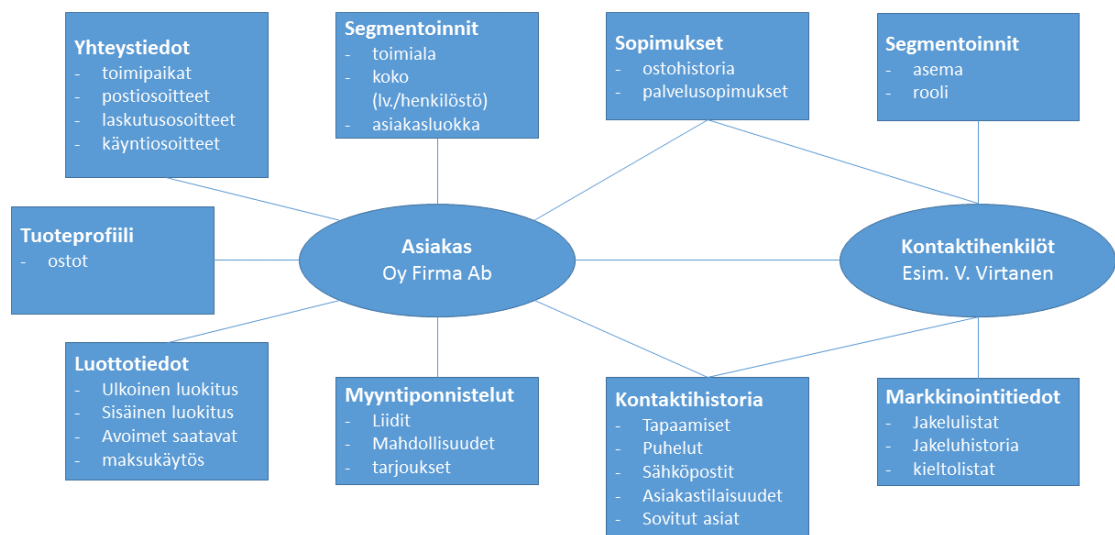 Yhteystiedot
- toimipaikat
- postiosoitteet
- laskutusosoitteet
- käyntiosoitteet
Segmentoinnit
- toimiala
- koko
(lv./henkilöstö)
- asiakasluokka
Sopimukset
- ostohistoria
- palvelusopimukset
Segmentoinnit
- asema
- rooli
Tuoteprofiili
- ostot
Asiakas
Oy Firma Ab
Kontaktihenkilöt
Esim. V. Virtanen
Luottotiedot
- Ulkoinen luokitus
- Sisäinen luokitus
- Avoimet saatavat
- maksukäytös
Myyntiponnistelut
- Liidit
- Mahdollisuudet
- tarjoukset
Kontaktihistoria
- Tapaamiset
- Puhelut
- Sähköpostit
- Asiakastilaisuudet
- Sovitut asiat
Markkinointitiedot
- Jakelulistat
- Jakeluhistoria
- kieltolistat